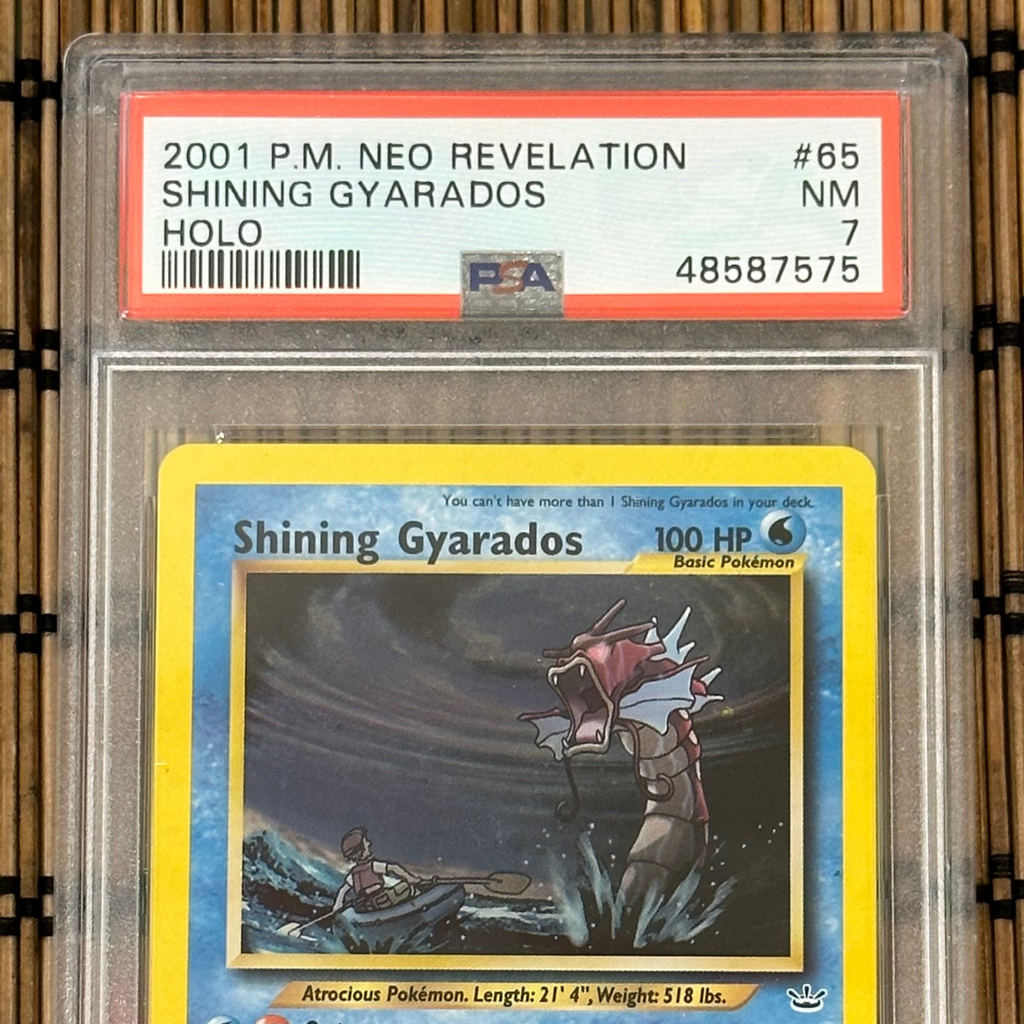 2001 P.M. NEO REVELATION #65
SHINING GYARADOS NM
HOLO 7
48587575
PSA
You can't have more than 1 Shining Gyarados in your deck.
Shining Gyarados 100 HP
Basic Pokémon
Atrocious Pokémon. Length: 21' 4", Weight: 518 lbs.